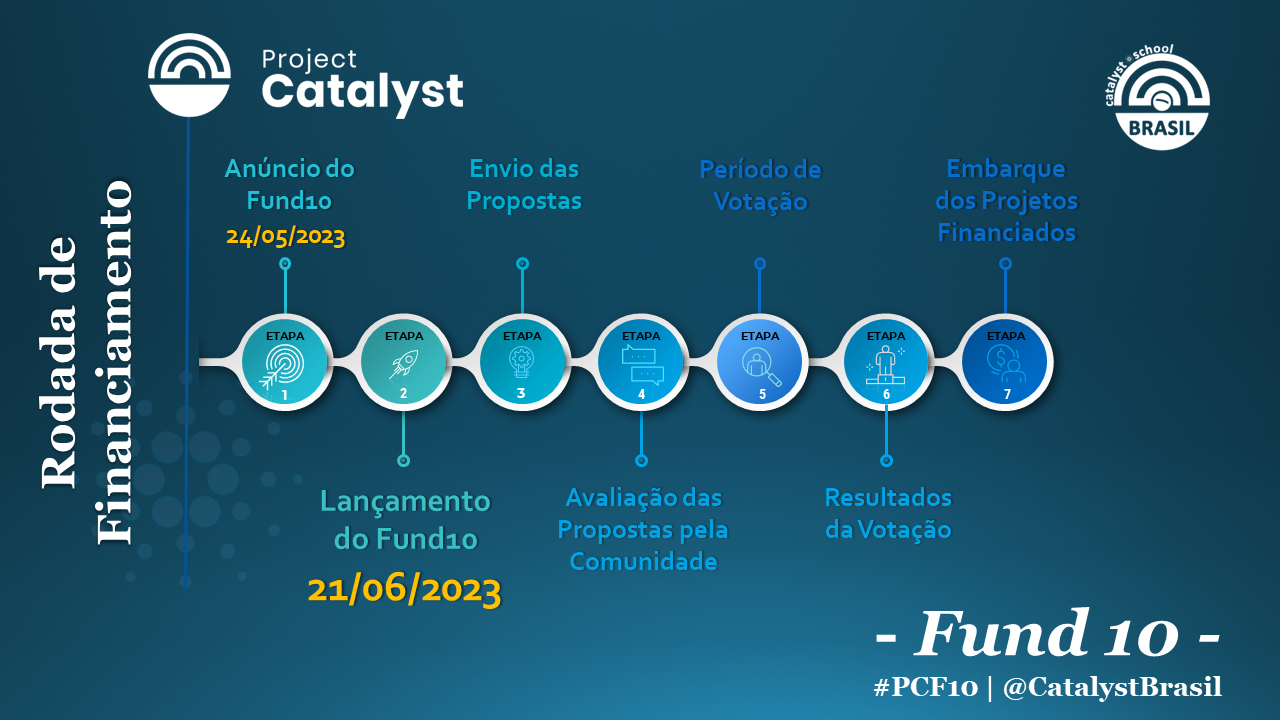 Project
Catalyst
catalyst school
BRASIL
Rodada de
Financiamento
Anúncio do
Fund10
24/05/2023
Envio das
Propostas
Período de
Votação
Embarque
dos Projetos
Financiados
ETAPA
1
ETAPA
2
ETAPA
3
ETAPA
4
ETAPA
5
ETAPA
6
ETAPA
7
Lançamento
do Fund10
21/06/2023
Avaliação das
Propostas pela
Comunidade
Resultados
da Votação
- Fund 10 -
#PCF10 | @CatalystBrasil